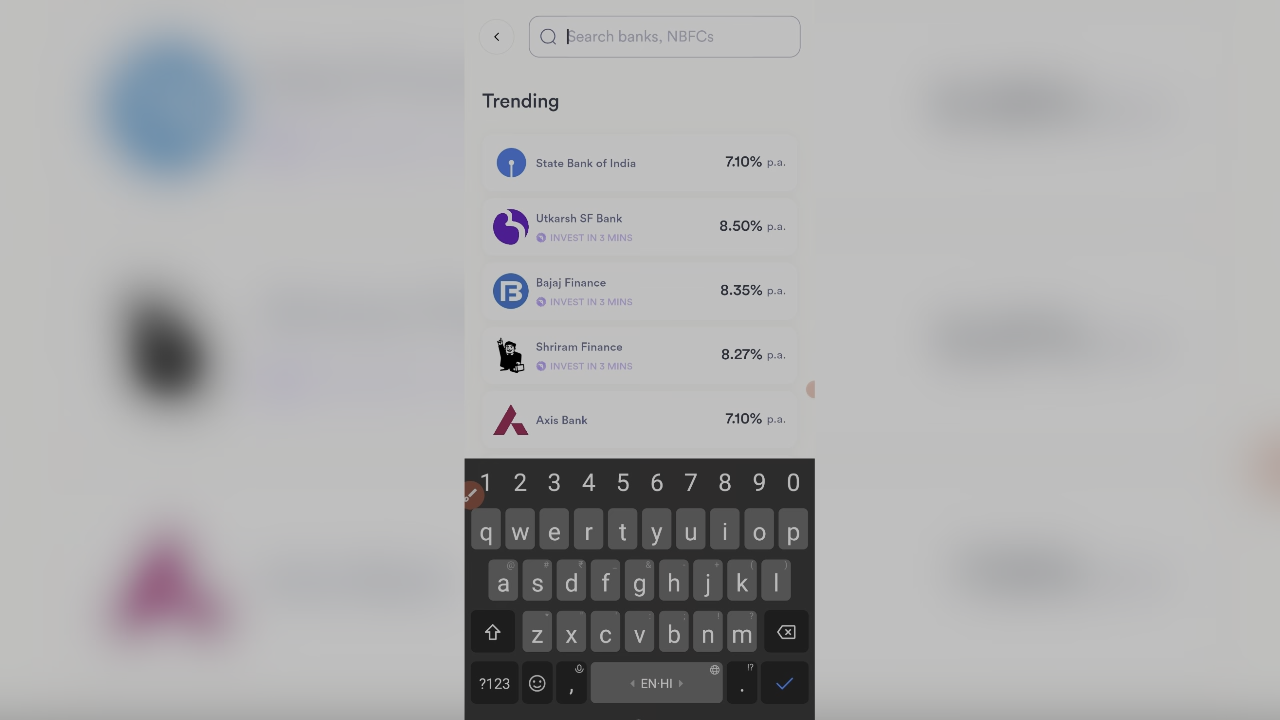 Search banks, NBFCs
Trending
State Bank of India 7.10% p.a.
Utkarsh SF Bank 8.50% p.a.
INVEST IN 3 MINS
Bajaj Finance 8.35% p.a.
INVEST IN 3 MINS
Shriram Finance 8.27% p.a.
INVEST IN 3 MINS
Axis Bank 7.10% p.a.
1 2 3 4 5 6 7 8 9 0
q w e r t y u i o p
a s d f g h j k l
z x c v b n m
?123 , EN·HI .